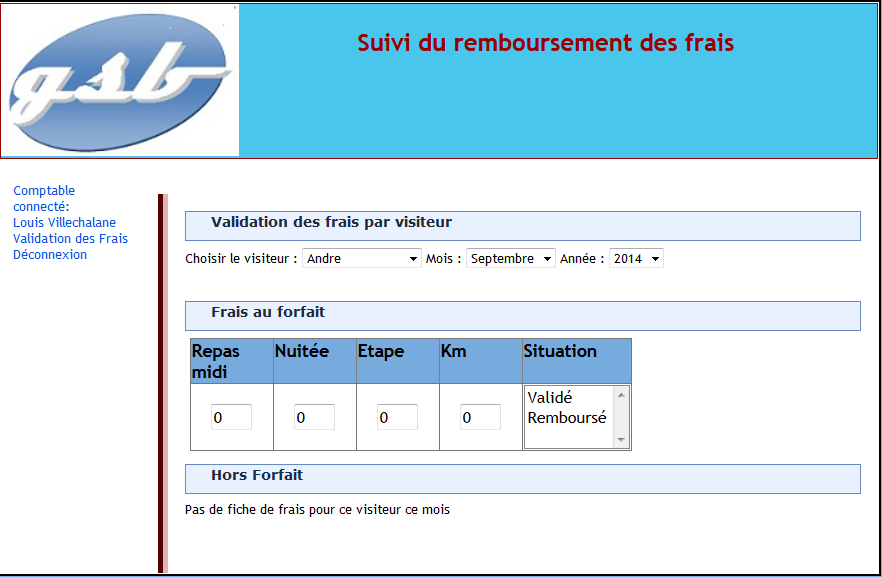 gsb
Suivi du remboursement des frais
Comptable
connecté:
Louis Villechalane
Validation des Frais
Déconnexion
Validation des frais par visiteur
Choisir le visiteur : Andre Mois : Septembre Année : 2014
Frais au forfait
Repas midi Nuitée Etape Km Situation
0 0 0 0 Validé
Remboursé
Hors Forfait
Pas de fiche de frais pour ce visiteur ce mois